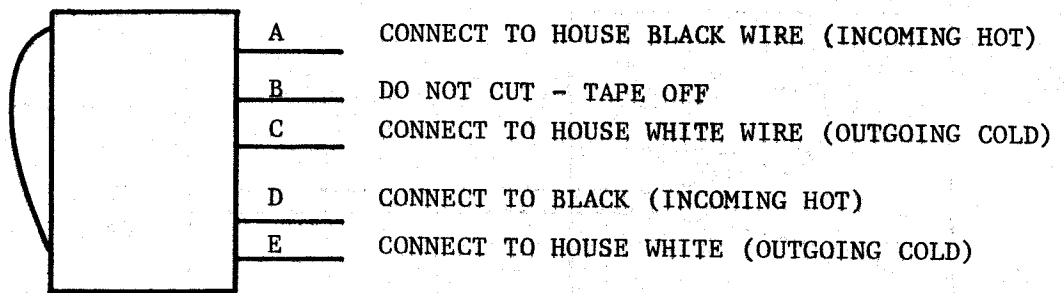 A CONNECT TO HOUSE BLACK WIRE (INCOMING HOT)
B DO NOT CUT - TAPE OFF
C CONNECT TO HOUSE WHITE WIRE (OUTGOING COLD)
D CONNECT TO BLACK (INCOMING HOT)
E CONNECT TO HOUSE WHITE (OUTGOING COLD)